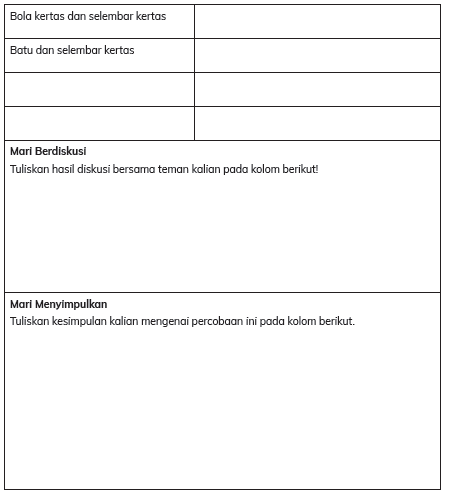 Bola kertas dan selembar kertas
Batu dan selembar kertas
Mari Berdiskusi
Tuliskan hasil diskusi bersama teman kalian pada kolom berikut!
Mari Menyimpulkan
Tuliskan kesimpulan kalian mengenai percobaan ini pada kolom berikut.